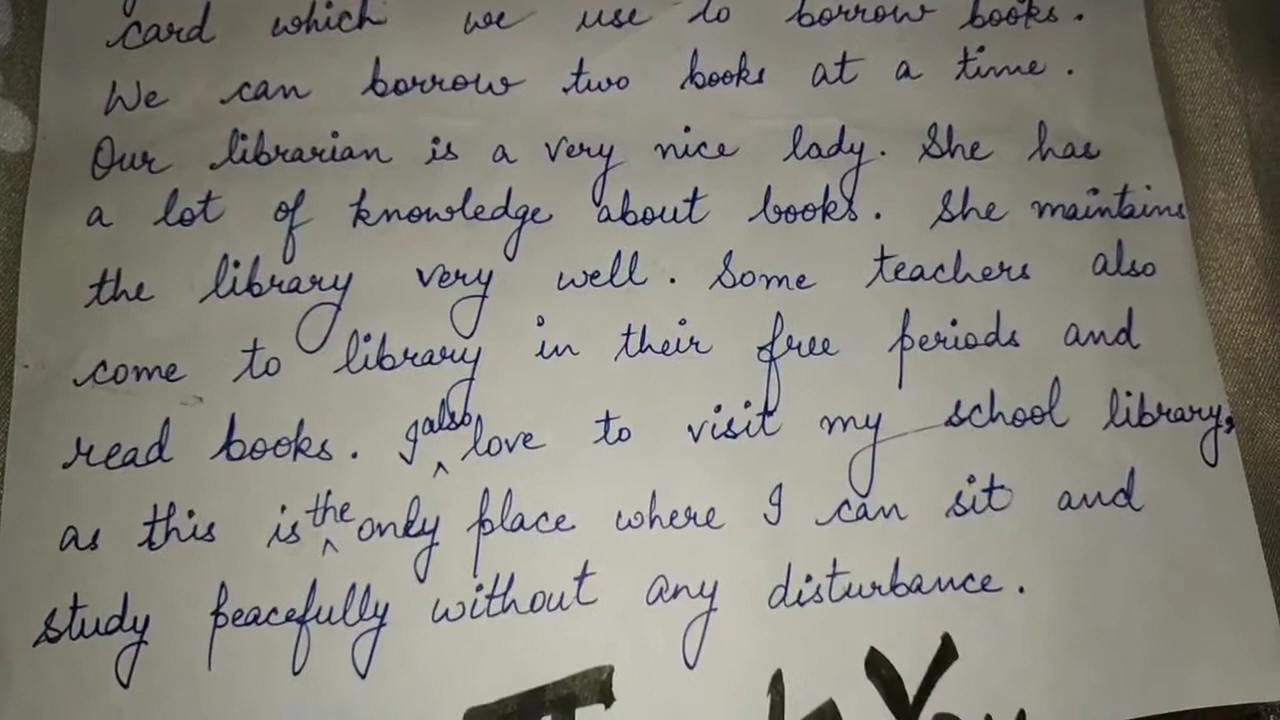 card which we use to borrow books.
We can borrow two books at a time.
Our librarian is a very nice lady. She has
a lot of knowledge about books. She maintains
the library very well. Some teachers also
come to library in their free periods and
read books. I also love to visit my school library,
as this is the only place where I can sit and
study peacefully without any disturbance.